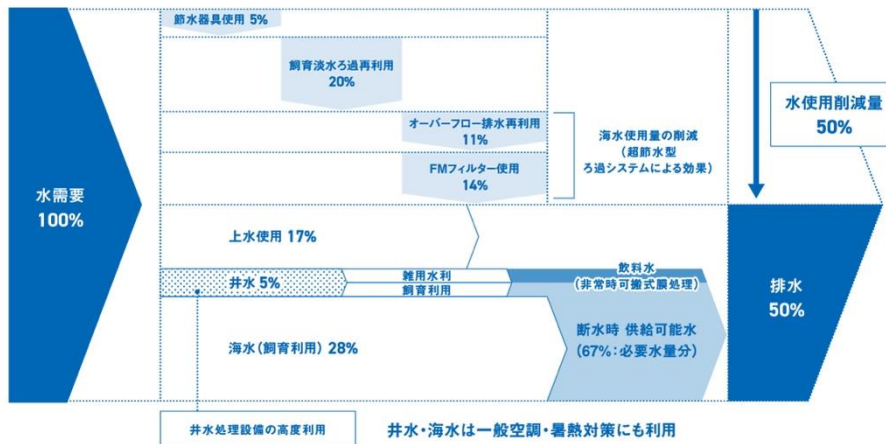 節水器具使用 5%
飼育淡水ろ過再利用
20%
オーバーフロー排水再利用
11%
FMフィルター使用
14%
海水使用量の削減
(超節水型
ろ過システムによる効果)
水使用削減量
50%
水需要
100%
上水使用 17%
井水 5%
雑用水利
飼育利用
飲料水
(非常時可搬式膜処理)
海水(飼育利用) 28%
断水時 供給可能水
(67%:必要水量分)
排水
50%
井水処理設備の高度利用
井水・海水は一般空調・暑熱対策にも利用